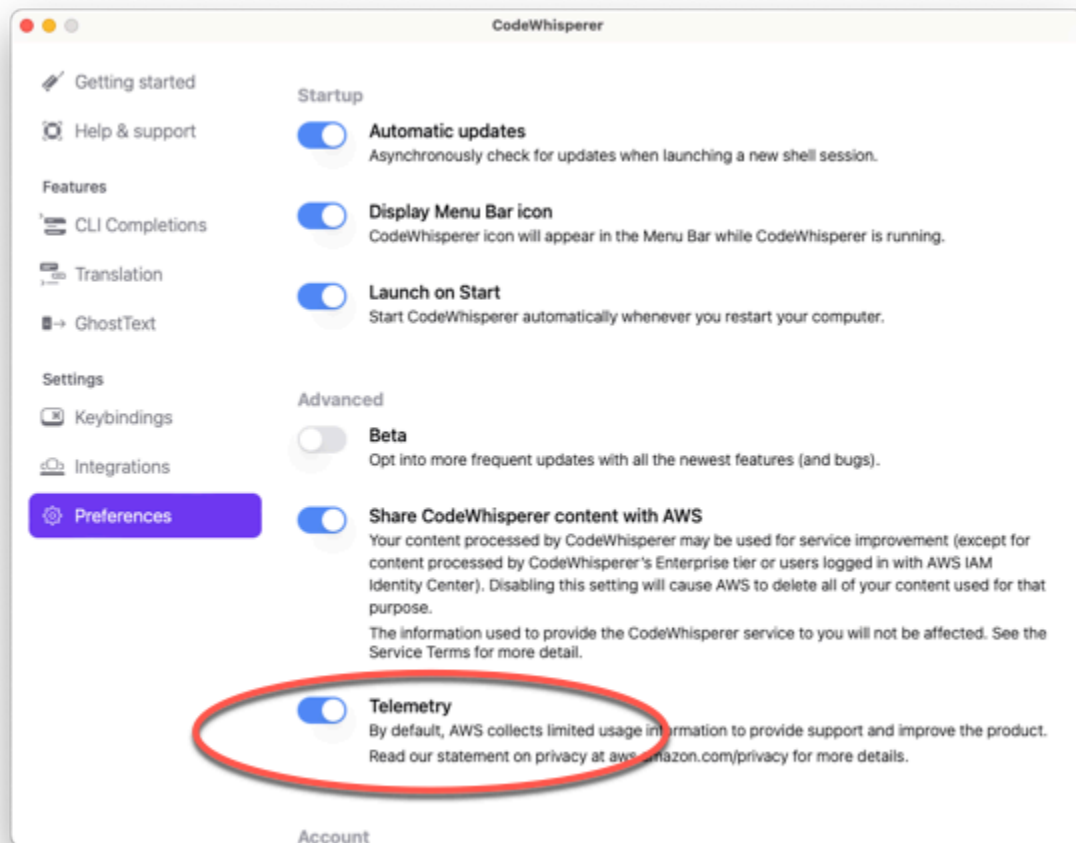 CodeWhisperer
Getting started
Help & support
Features
CLI Completions
Translation
GhostText
Settings
Keybindings
Integrations
Preferences
Startup
Automatic updates
Asynchronously check for updates when launching a new shell session.
Display Menu Bar icon
CodeWhisperer icon will appear in the Menu Bar while CodeWhisperer is running.
Launch on Start
Start CodeWhisperer automatically whenever you restart your computer.
Advanced
Beta
Opt into more frequent updates with all the newest features (and bugs).
Share CodeWhisperer content with AWS
Your content processed by CodeWhisperer may be used for service improvement (except for
content processed by CodeWhisperer's Enterprise tier or users logged in with AWS IAM
Identity Center). Disabling this setting will cause AWS to delete all of your content used for that
purpose.
The information used to provide the CodeWhisperer service to you will not be affected. See the
Service Terms for more detail.
Telemetry
By default, AWS collects limited usage information to provide support and improve the product.
Read our statement on privacy at aws.amazon.com/privacy for more details.
Account